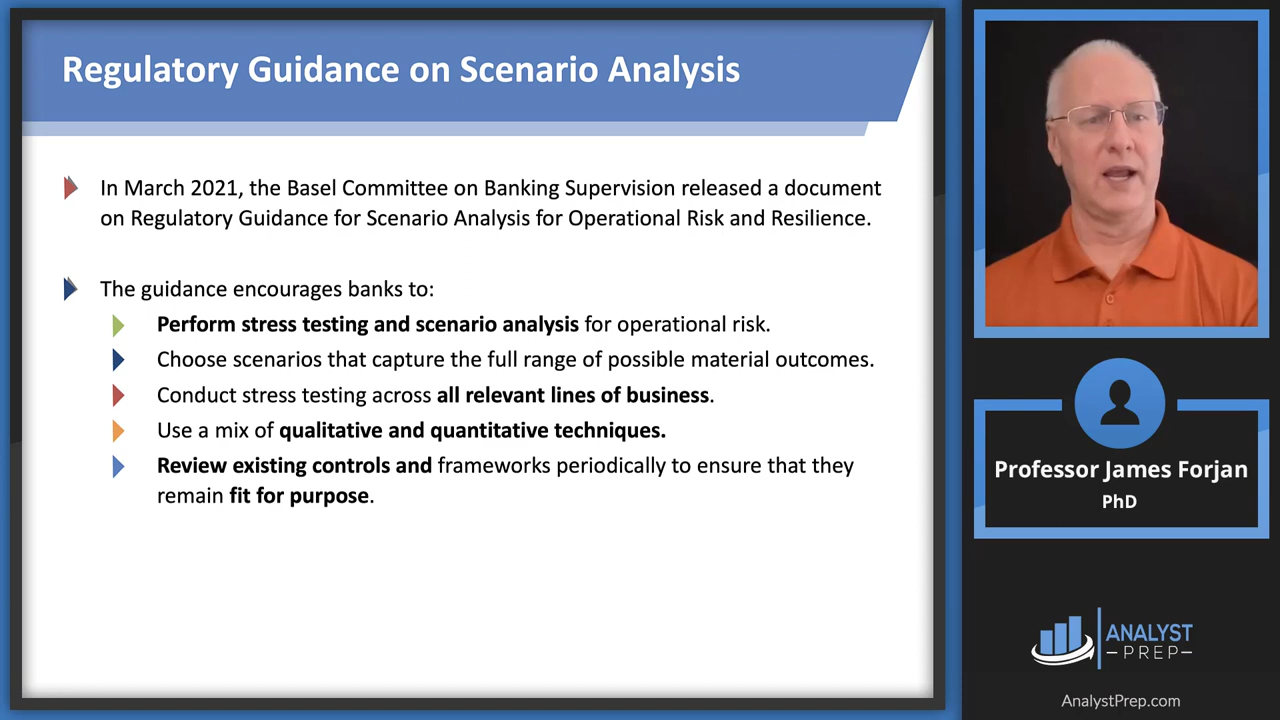 Regulatory Guidance on Scenario Analysis
In March 2021, the Basel Committee on Banking Supervision released a document
on Regulatory Guidance for Scenario Analysis for Operational Risk and Resilience.
The guidance encourages banks to:
Perform stress testing and scenario analysis for operational risk.
Choose scenarios that capture the full range of possible material outcomes.
Conduct stress testing across all relevant lines of business.
Use a mix of qualitative and quantitative techniques.
Review existing controls and frameworks periodically to ensure that they
remain fit for purpose.
Professor James Forjan
PhD
ANALYST
–PREP–
AnalystPrep.com